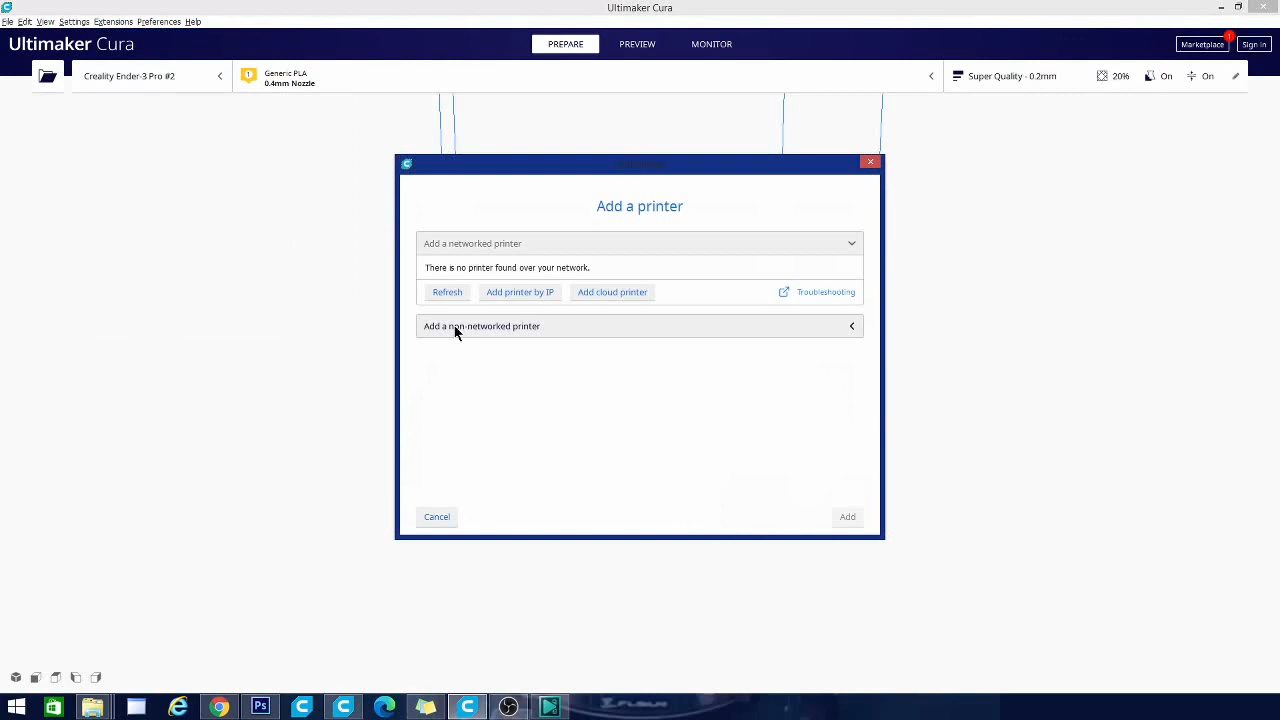 Ultimaker Cura
File Edit View Settings Extensions Preferences Help
Ultimaker Cura
PREPARE PREVIEW MONITOR
Marketplace 1 Sign in
Creality Ender-3 Pro #2
1 Generic PLA
0.4mm Nozzle
Super Quality - 0.2mm 20% On On
Add a printer
Add a networked printer
There is no printer found over your network.
Refresh Add printer by IP Add cloud printer Troubleshooting
Add a non-networked printer
Cancel Add
Ps